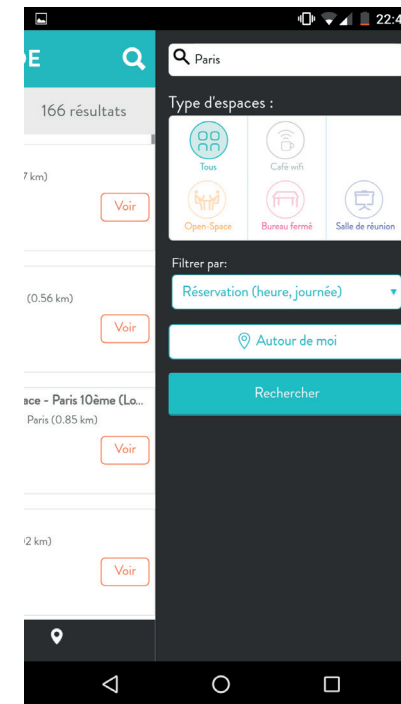 22:4
DE
166 résultats
7 km)
Voir
(0.56 km)
Voir
ace - Paris 10ème (Lo...
Paris (0.85 km)
Voir
2 km)
Voir
Paris
Type d'espaces :
Tous
Café wifi
Open-Space
Bureau fermé
Salle de réunion
Filtrer par:
Réservation (heure, journée)
Autour de moi
Rechercher